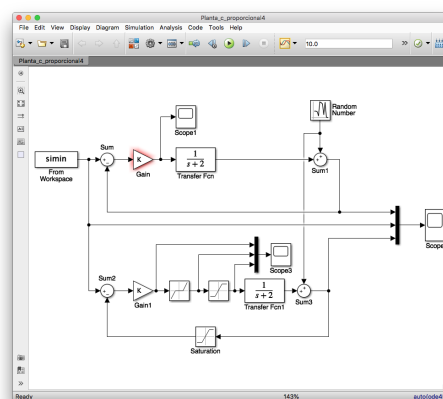 Planta_c_proporcional4
File Edit View Display Diagram Simulation Analysis Code Tools Help
10.0
»
Planta_c_proporcional4
Random
Number
Scope1
Sum
simin
From
Workspace
K
Gain
1
s + 2
Transfer Fcn
Sum1
Scope
Scope3
Sum2
K
Gain1
1
s + 2
Transfer Fcn1
Sum3
Saturation
»
Ready
143%
auto(ode4